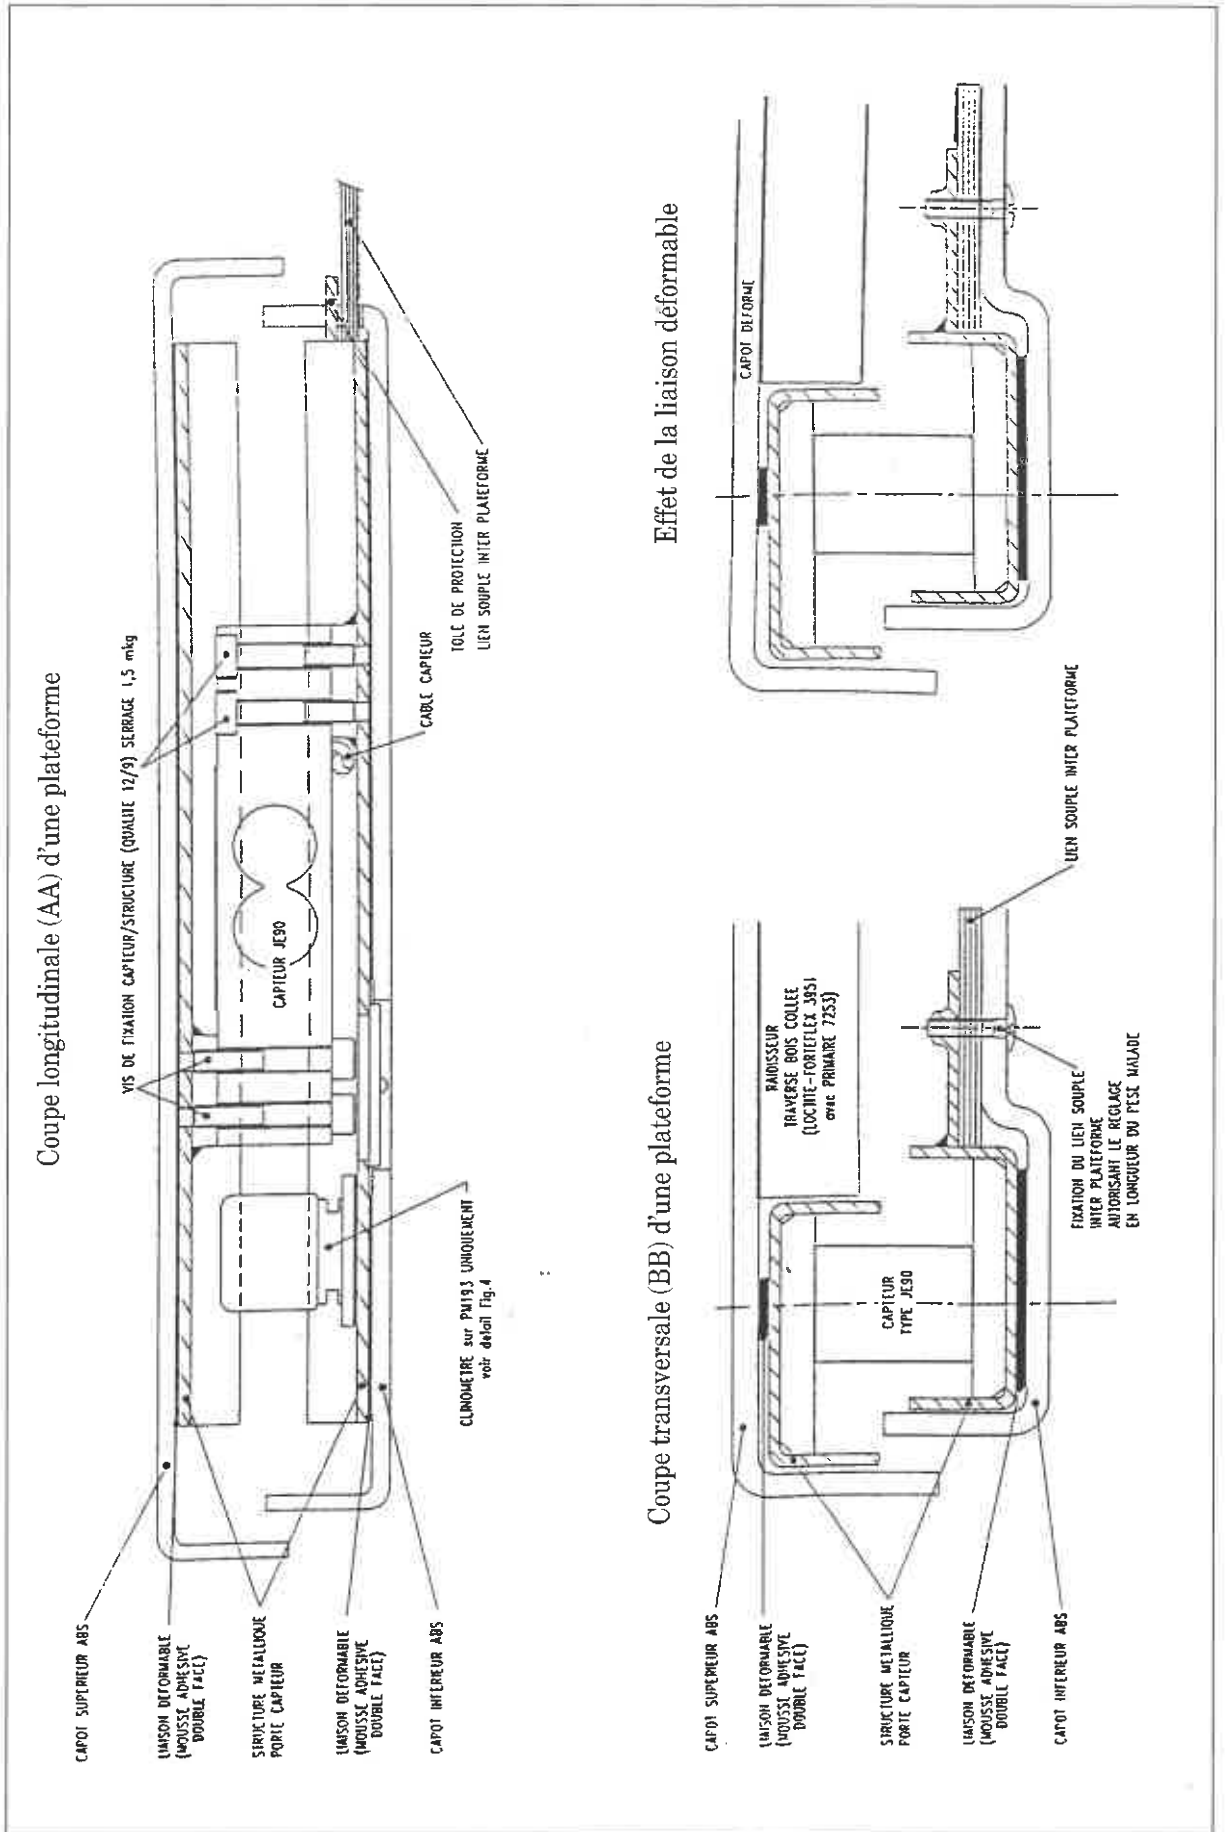 Coupe longitudinale (AA) d'une plateforme
VIS DE FIXATION CAPTEUR/STRUCTURE (QUALITE 12/9) SERRAGE 1,5 mkg
CAPTEUR JE90
CAPOT SUPERIEUR ABS
LIAISON DEFORMABLE
(MOUSSE ADHESIVE
DOUBLE FACE)
STRUCTURE METALLIQUE
PORTE CAPTEUR
LIAISON DEFORMABLE
(MOUSSE ADHESIVE
DOUBLE FACE)
CAPOT INFERIEUR ABS
CLINOMETRE sur PM193 UNIQUEMENT
voir detail Fig.4
CABLE CAPTEUR
TOLE DE PROTECTION
LIEN SOUPLE INTER PLATEFORME
Coupe transversale (BB) d'une plateforme
CAPOT SUPERIEUR ABS
LIAISON DEFORMABLE
(MOUSSE ADHESIVE
DOUBLE FACE)
STRUCTURE METALLIQUE
PORTE CAPTEUR
LIAISON DEFORMABLE
(MOUSSE ADHESIVE
DOUBLE FACE)
CAPOT INFERIEUR ABS
CAPTEUR
TYPE JE90
RAIDISSEUR
TRAVERSE BOIS COLLEE
(LOCTITE-FORTEFLEX 5951
avec PRIMAIRE 7253)
FIXATION DU LIEN SOUPLE
INTER PLATEFORME
AUTORISANT LE REGLAGE
EN LONGUEUR DU PESE MALADE
LIEN SOUPLE INTER PLATEFORME
Effet de la liaison déformable
CAPOT DEFORME